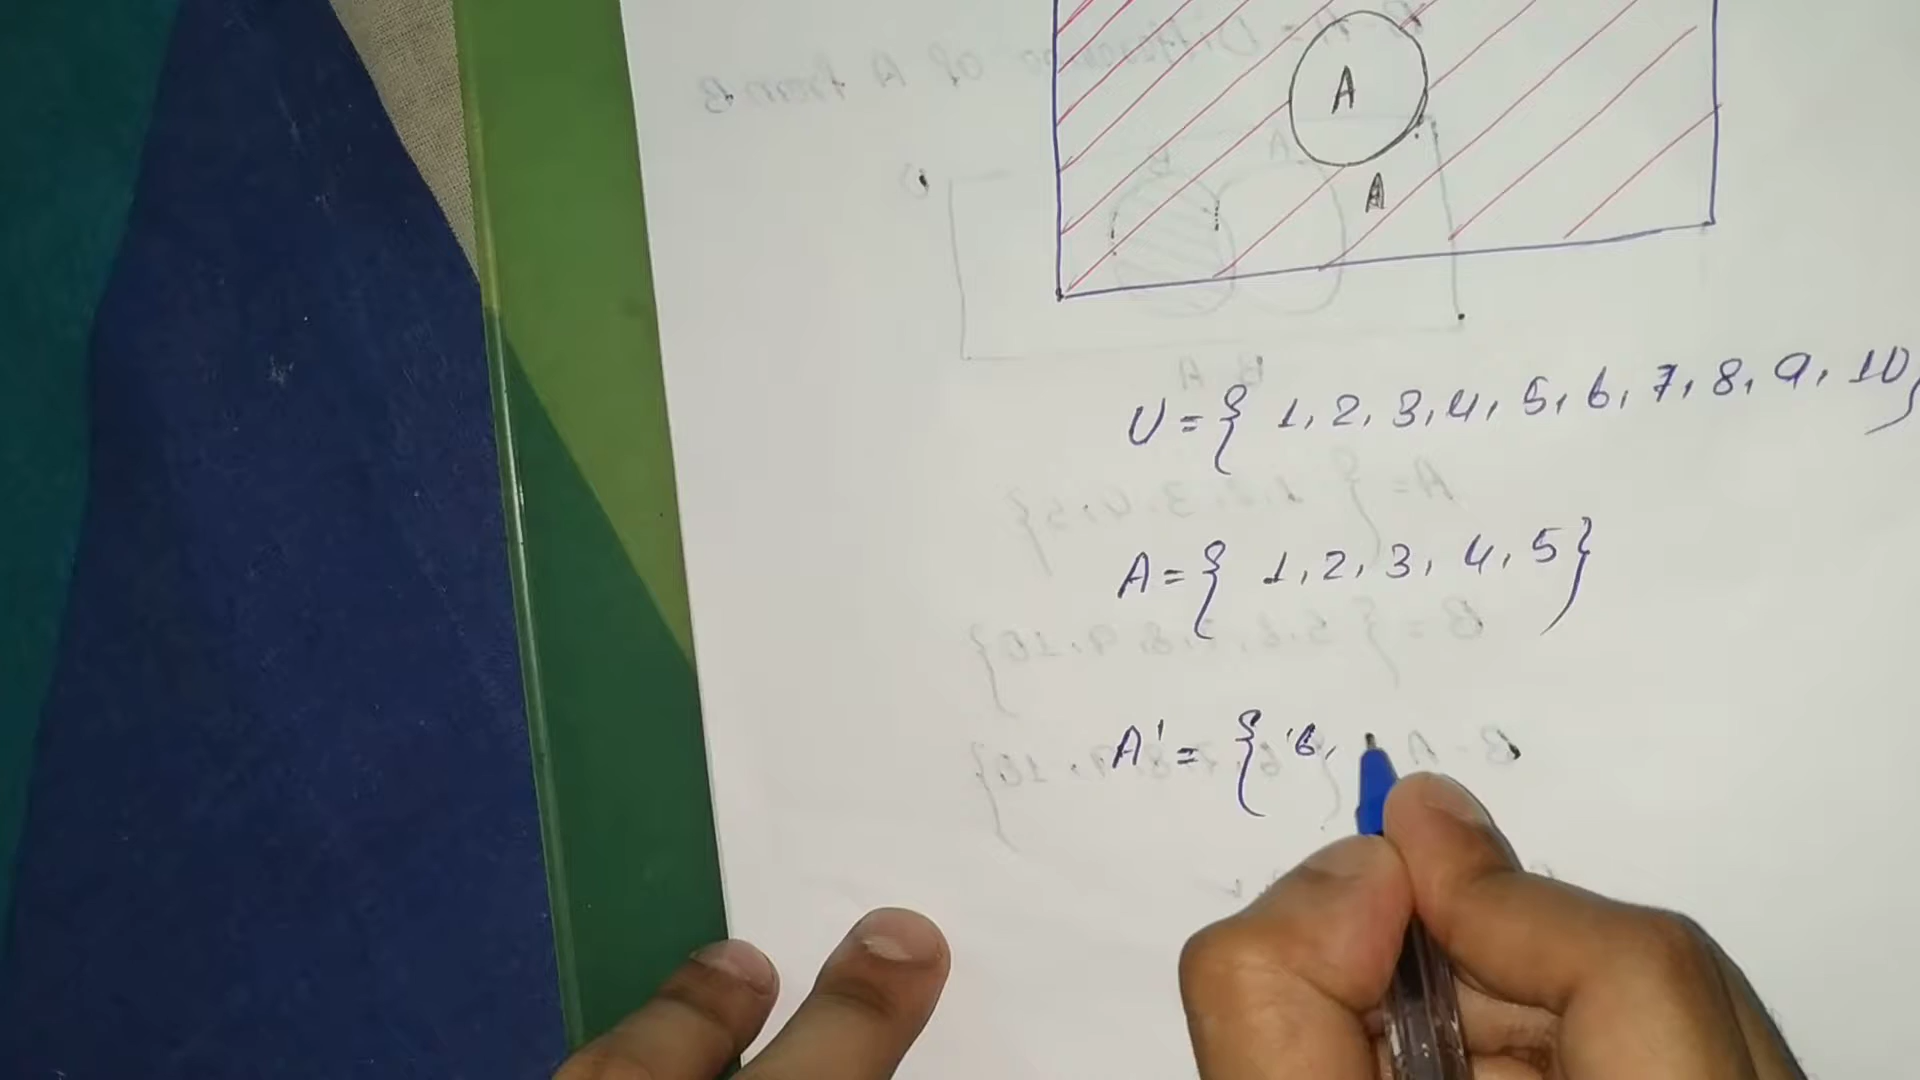 A
A
U = { 1, 2, 3, 4, 5, 6, 7, 8, 9, 10}
A = { 1, 2, 3, 4, 5}
A' = { 6,